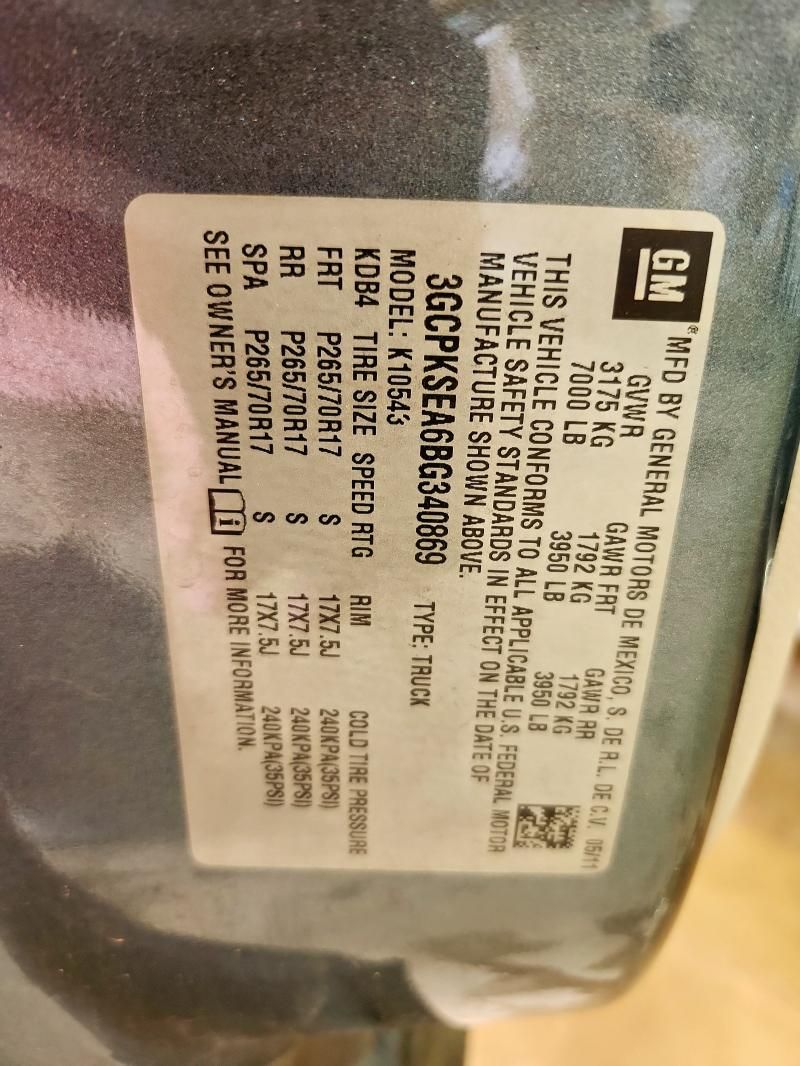 GM® MFD BY GENERAL MOTORS DE MEXICO, S. DE R.L. DE C.V. 05/11
GVWR GAWR FRT GAWR RR
3175 KG 1792 KG 1792 KG
7000 LB 3950 LB 3950 LB
THIS VEHICLE CONFORMS TO ALL APPLICABLE U.S. FEDERAL MOTOR
VEHICLE SAFETY STANDARDS IN EFFECT ON THE DATE OF
MANUFACTURE SHOWN ABOVE.
3GCPKSEA6BG340869 TYPE: TRUCK
MODEL: K10543
KDB4 TIRE SIZE SPEED RTG RIM COLD TIRE PRESSURE
FRT P265/70R17 S 17X7.5J 240KPA(35PSI)
RR P265/70R17 S 17X7.5J 240KPA(35PSI)
SPA P265/70R17 S 17X7.5J 240KPA(35PSI)
SEE OWNER'S MANUAL i FOR MORE INFORMATION.